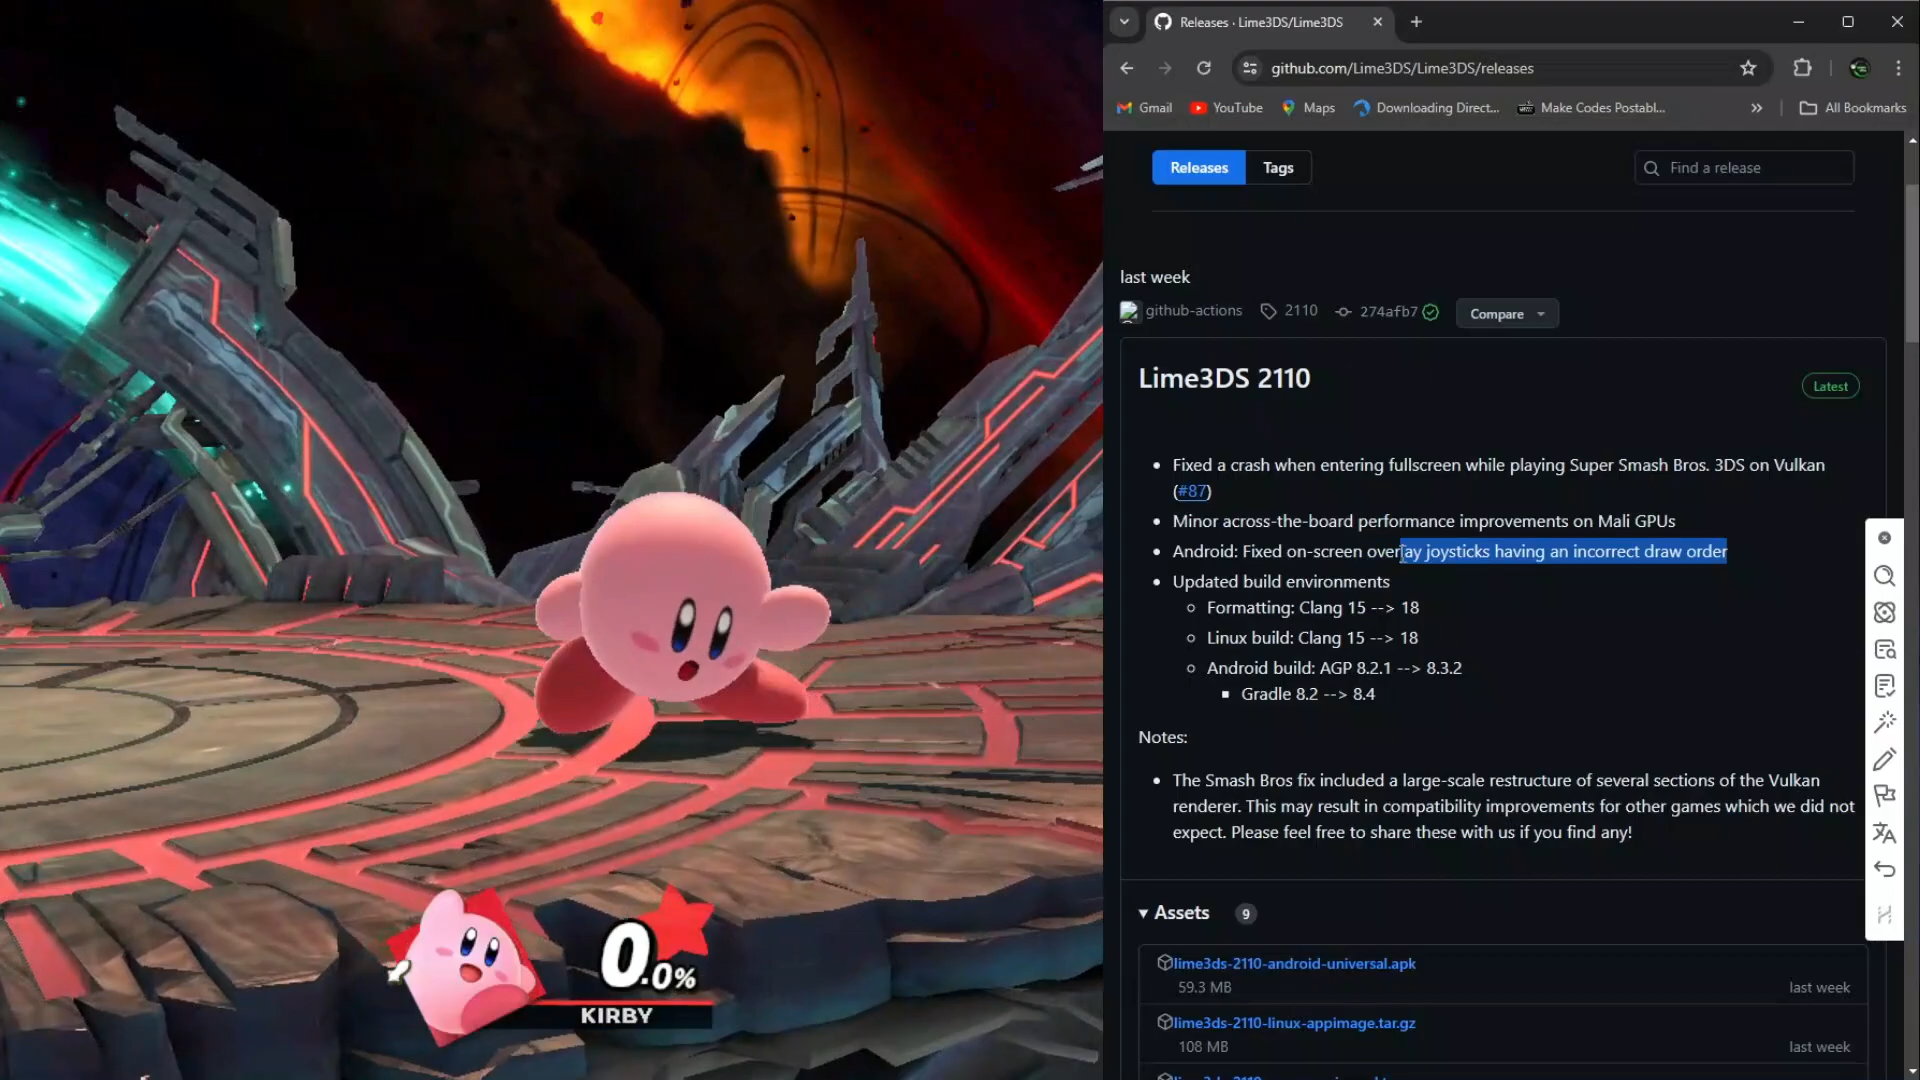 0.0%
KIRBY
Releases · Lime3DS/Lime3DS
github.com/Lime3DS/Lime3DS/releases
Gmail YouTube Maps Downloading Direct... Make Codes Postabl... » All Bookmarks
Releases Tags Find a release
last week
github-actions 2110 274afb7 Compare
Lime3DS 2110
Latest
• Fixed a crash when entering fullscreen while playing Super Smash Bros. 3DS on Vulkan
(#87)
• Minor across-the-board performance improvements on Mali GPUs
• Android: Fixed on-screen overlay joysticks having an incorrect draw order
• Updated build environments
Formatting: Clang 15 --> 18
Linux build: Clang 15 --> 18
Android build: AGP 8.2.1 --> 8.3.2
Gradle 8.2 --> 8.4
Notes:
• The Smash Bros fix included a large-scale restructure of several sections of the Vulkan
renderer. This may result in compatibility improvements for other games which we did not
expect. Please feel free to share these with us if you find any!
Assets 9
lime3ds-2110-android-universal.apk
59.3 MB last week
lime3ds-2110-linux-appimage.tar.gz
108 MB last week